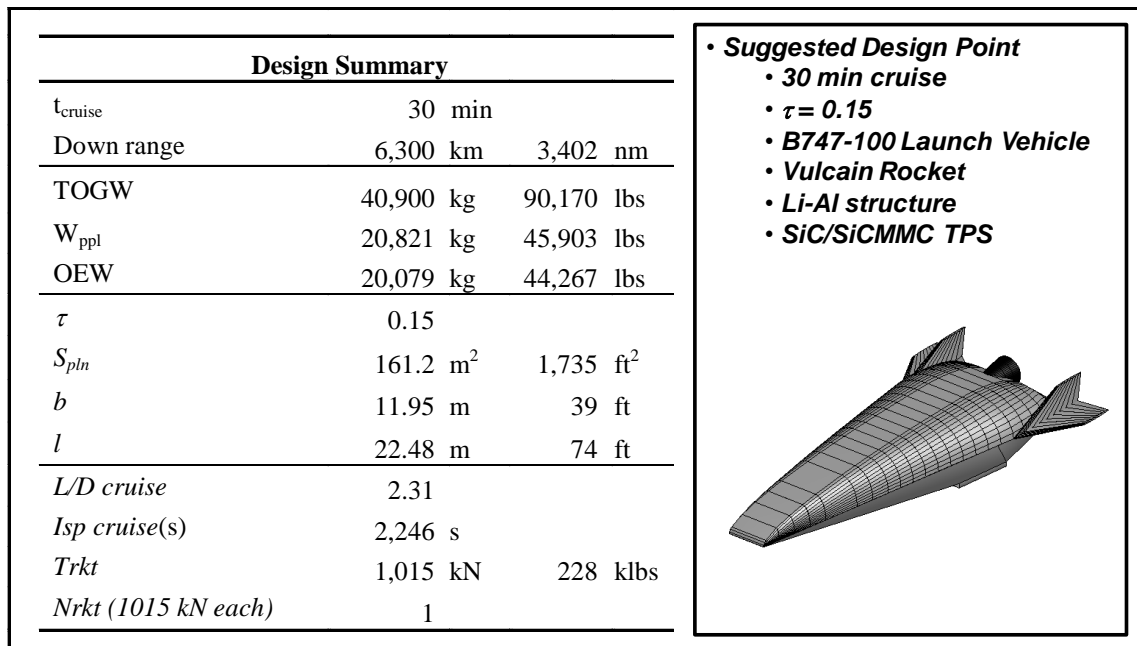 Design Summary
t_cruise 30 min
Down range 6,300 km 3,402 nm
TOGW 40,900 kg 90,170 lbs
W_ppl 20,821 kg 45,903 lbs
OEW 20,079 kg 44,267 lbs
τ 0.15
S_pln 161.2 m² 1,735 ft²
b 11.95 m 39 ft
l 22.48 m 74 ft
L/D cruise 2.31
Isp cruise(s) 2,246 s
Trkt 1,015 kN 228 klbs
Nrkt (1015 kN each) 1
• Suggested Design Point
• 30 min cruise
• τ = 0.15
• B747-100 Launch Vehicle
• Vulcain Rocket
• Li-Al structure
• SiC/SiCMMC TPS